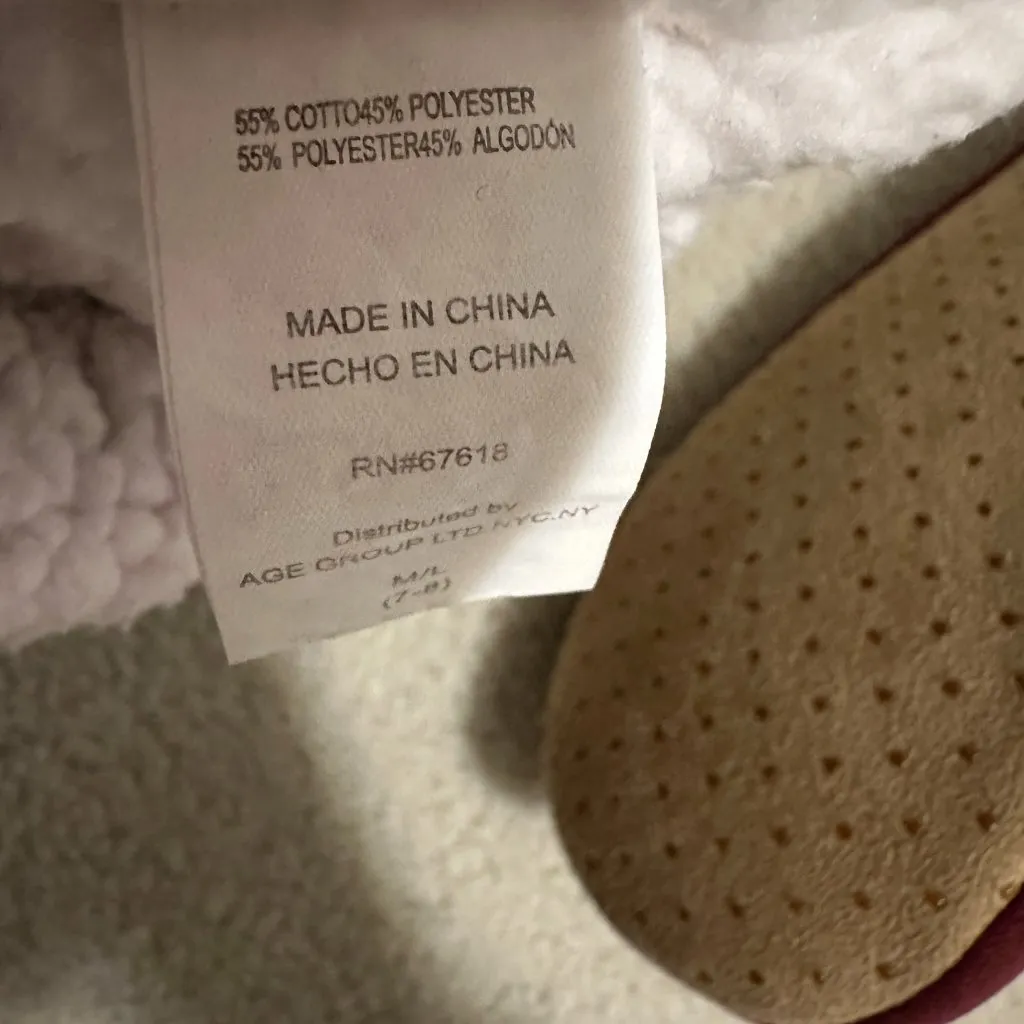 55% COTTO45% POLYESTER
55% POLYESTER45% ALGODÓN
MADE IN CHINA
HECHO EN CHINA
RN#67618
Distributed by
AGE GROUP LTD NYC.NY
M/L
(7-8)